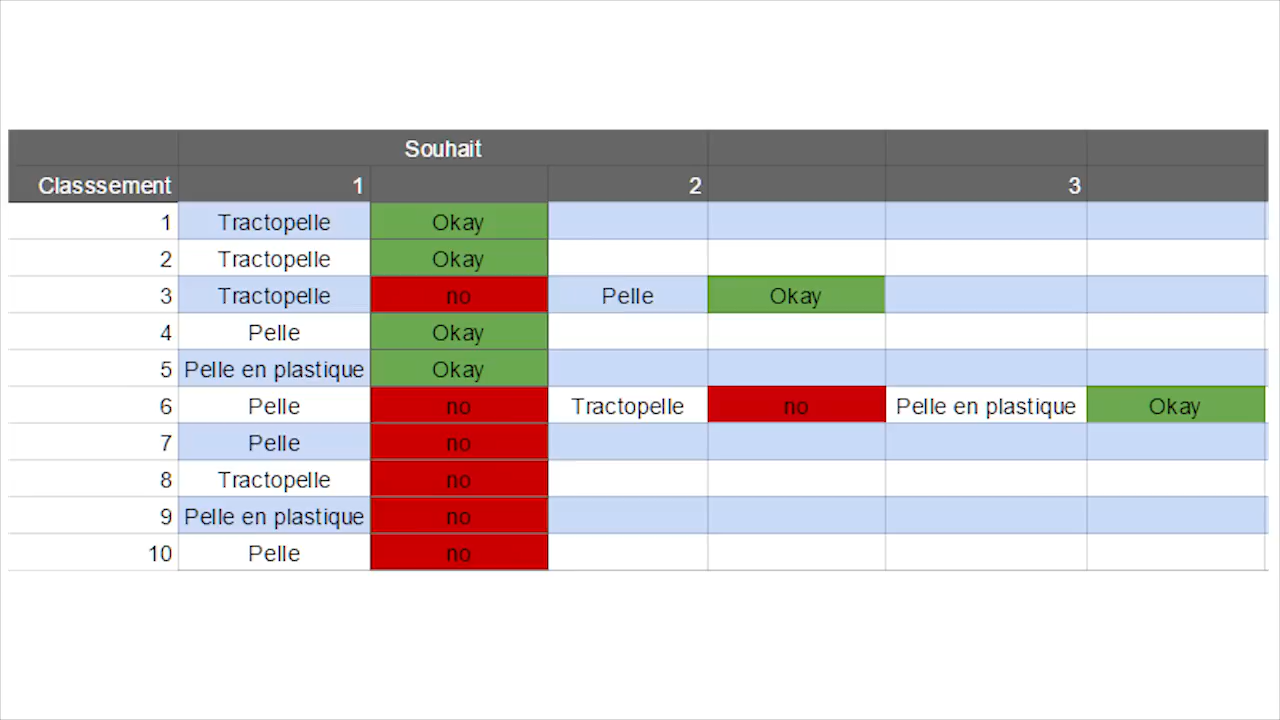 Souhait
Classsement 1 2 3
1 Tractopelle Okay
2 Tractopelle Okay
3 Tractopelle no Pelle Okay
4 Pelle Okay
5 Pelle en plastique Okay
6 Pelle no Tractopelle no Pelle en plastique Okay
7 Pelle no
8 Tractopelle no
9 Pelle en plastique no
10 Pelle no